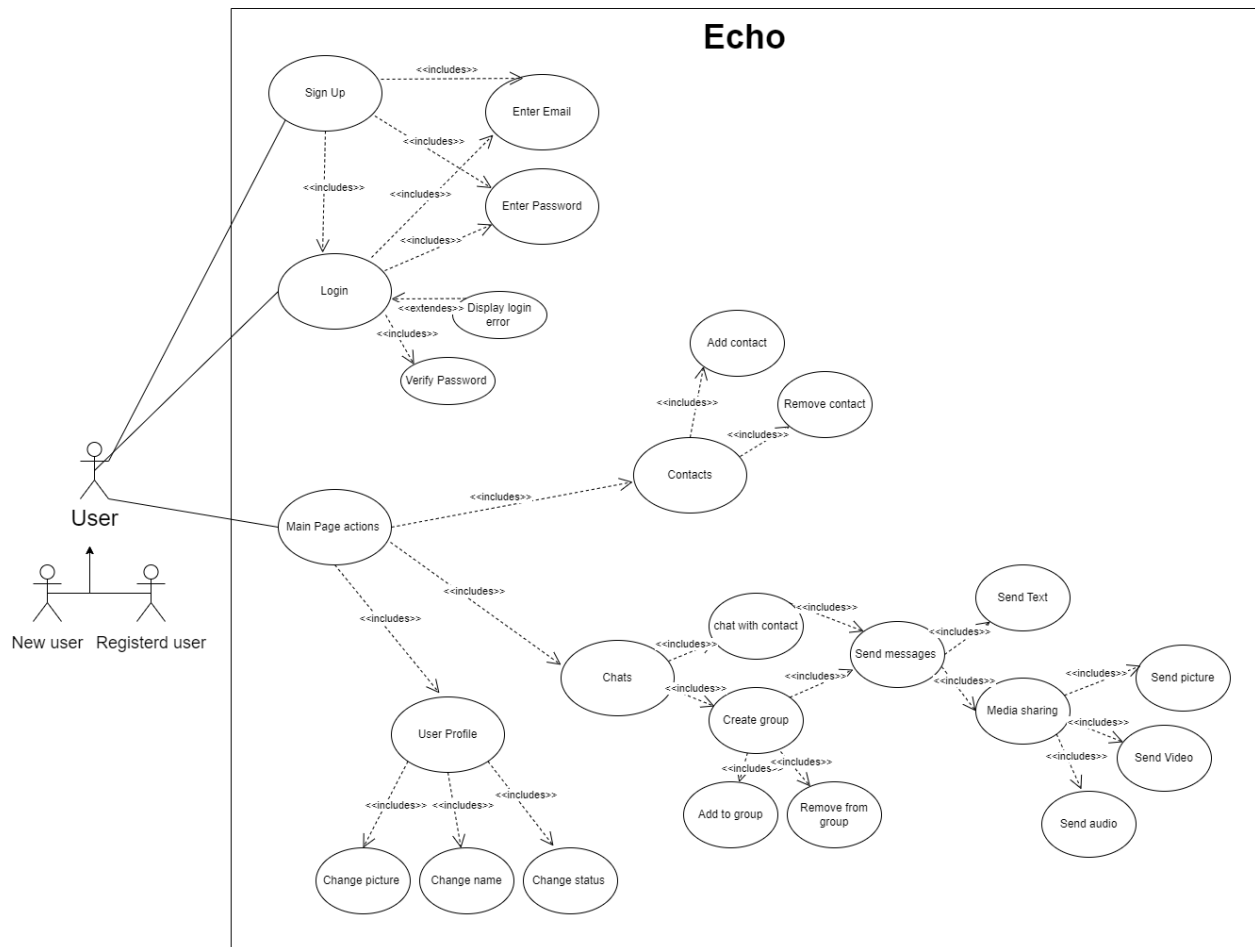 Echo
Sign Up
<<includes>>
Enter Email
<<includes>>
<<includes>>
<<includes>>
Enter Password
<<includes>>
Login
<<extendes>>
Display login
error
<<includes>>
Verify Password
Add contact
<<includes>>
Remove contact
<<includes>>
Contacts
<<includes>>
User
Main Page actions
<<includes>>
<<includes>>
New user
Registerd user
Chats
<<includes>>
chat with contact
<<includes>>
Send messages
<<includes>>
Send Text
<<includes>>
Create group
<<includes>>
<<includes>>
Media sharing
<<includes>>
Send picture
<<includes>>
Send Video
<<includes>>
Send audio
<<includes>>
<<includes>>
Add to group
Remove from
group
User Profile
<<includes>>
<<includes>>
<<includes>>
Change picture
Change name
Change status